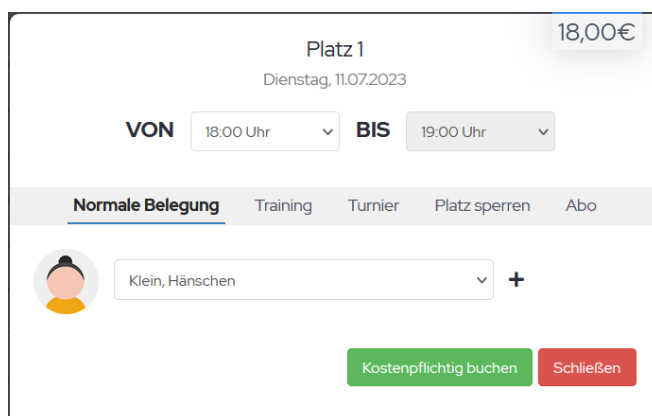 18,00€
Platz 1
Dienstag, 11.07.2023
VON 18:00 Uhr BIS 19:00 Uhr
Normale Belegung Training Turnier Platz sperren Abo
Klein, Hänschen +
Kostenpflichtig buchen Schließen